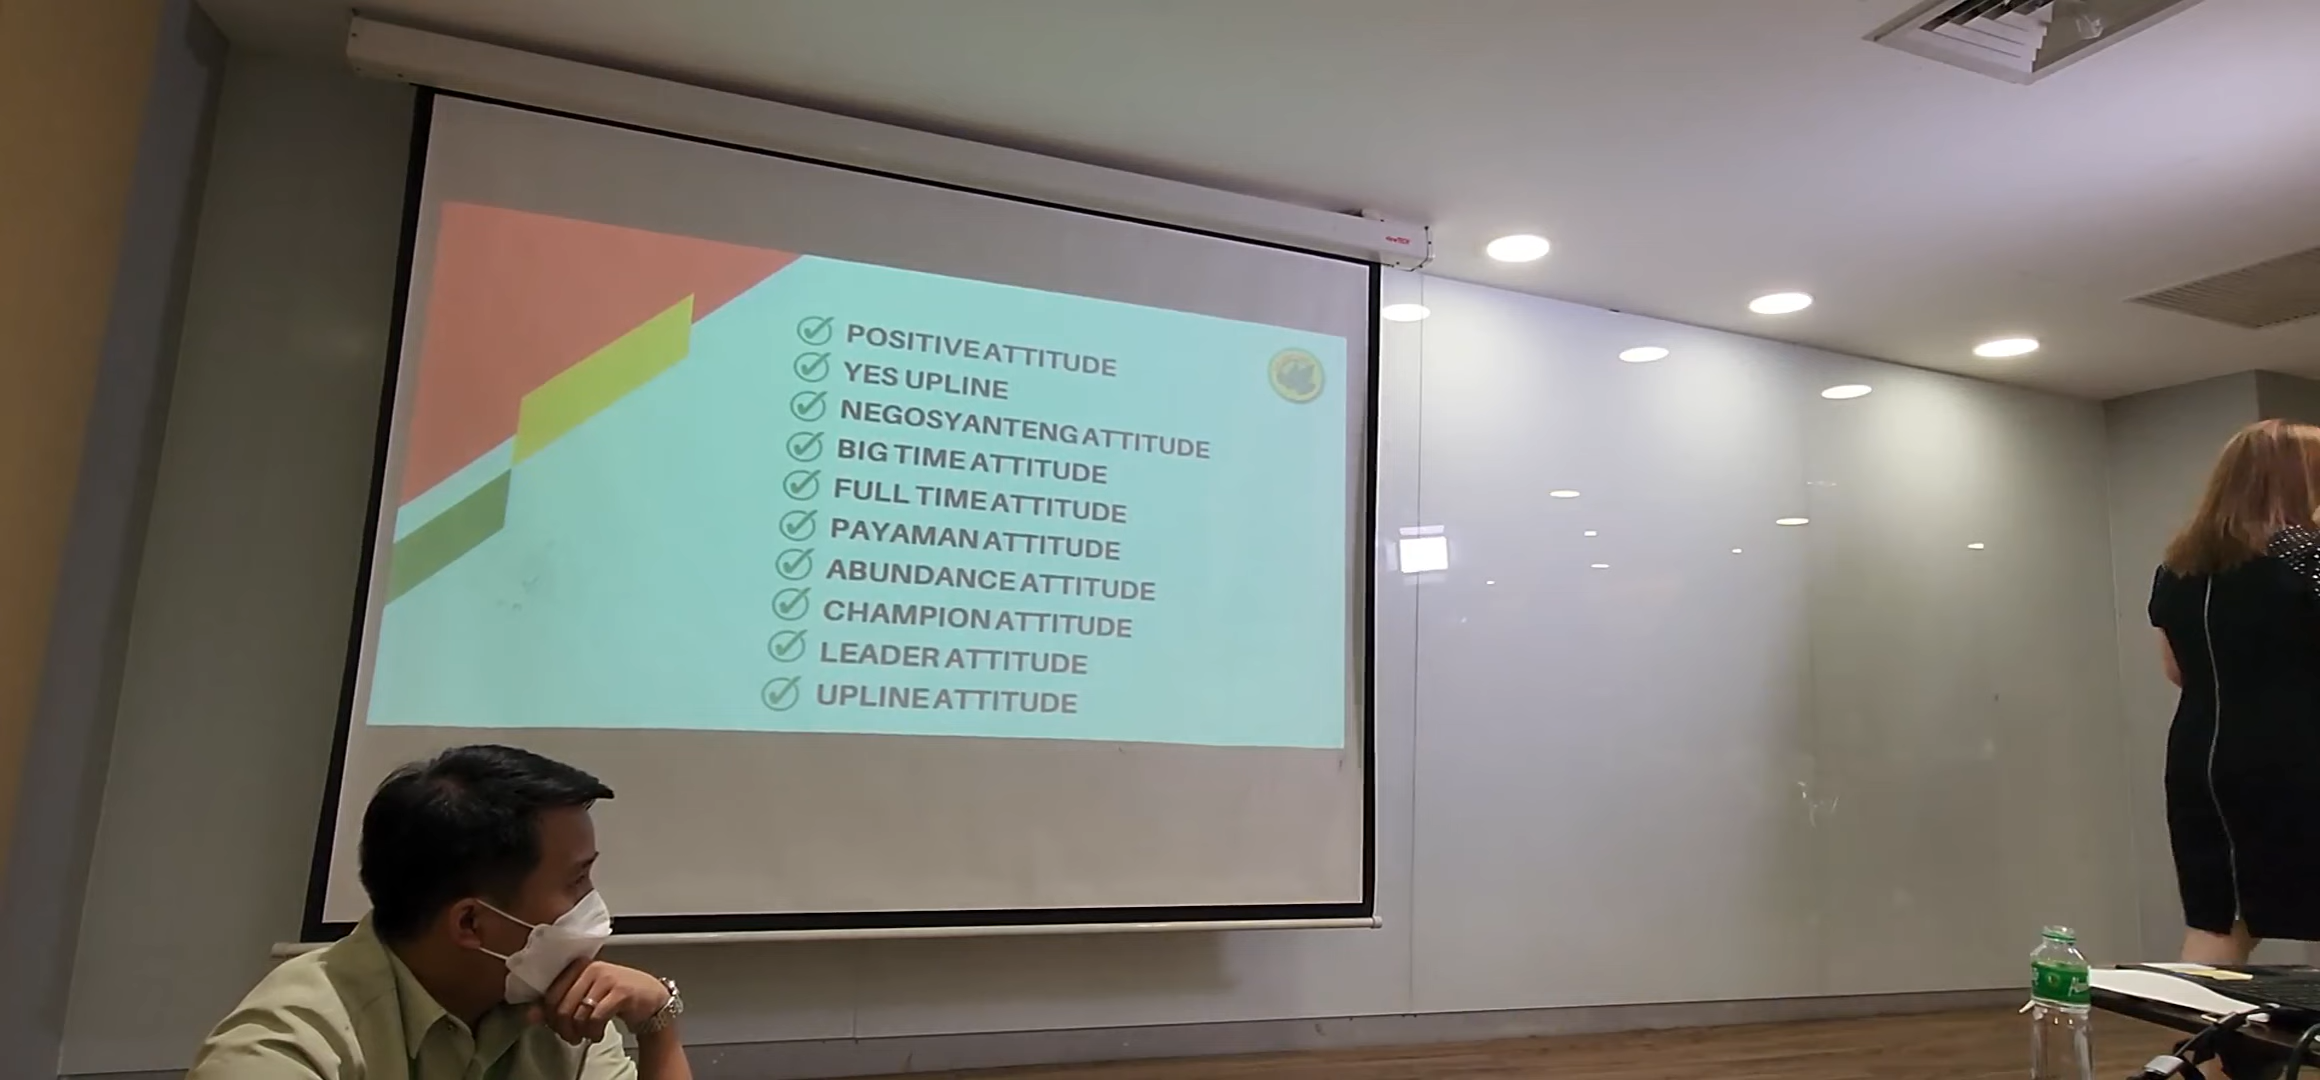 POSITIVE ATTITUDE
YES UPLINE
NEGOSYANTENG ATTITUDE
BIG TIME ATTITUDE
FULL TIME ATTITUDE
PAYAMAN ATTITUDE
ABUNDANCE ATTITUDE
CHAMPION ATTITUDE
LEADER ATTITUDE
UPLINE ATTITUDE